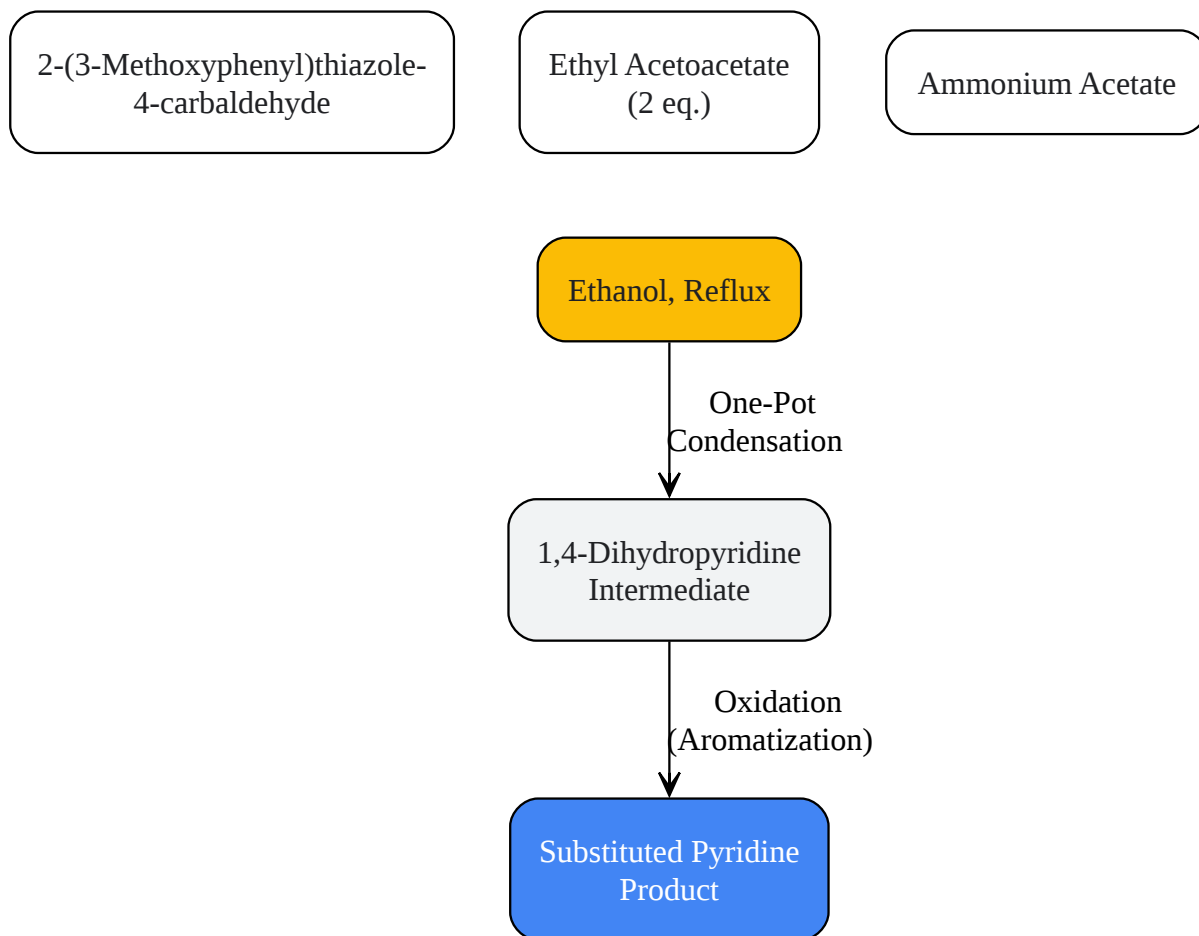 2-(3-Methoxyphenyl)thiazole-
4-carbaldehyde
Ethyl Acetoacetate
(2 eq.)
Ammonium Acetate
Ethanol, Reflux
One-Pot
Condensation
1,4-Dihydropyridine
Intermediate
Oxidation
(Aromatization)
Substituted Pyridine
Product